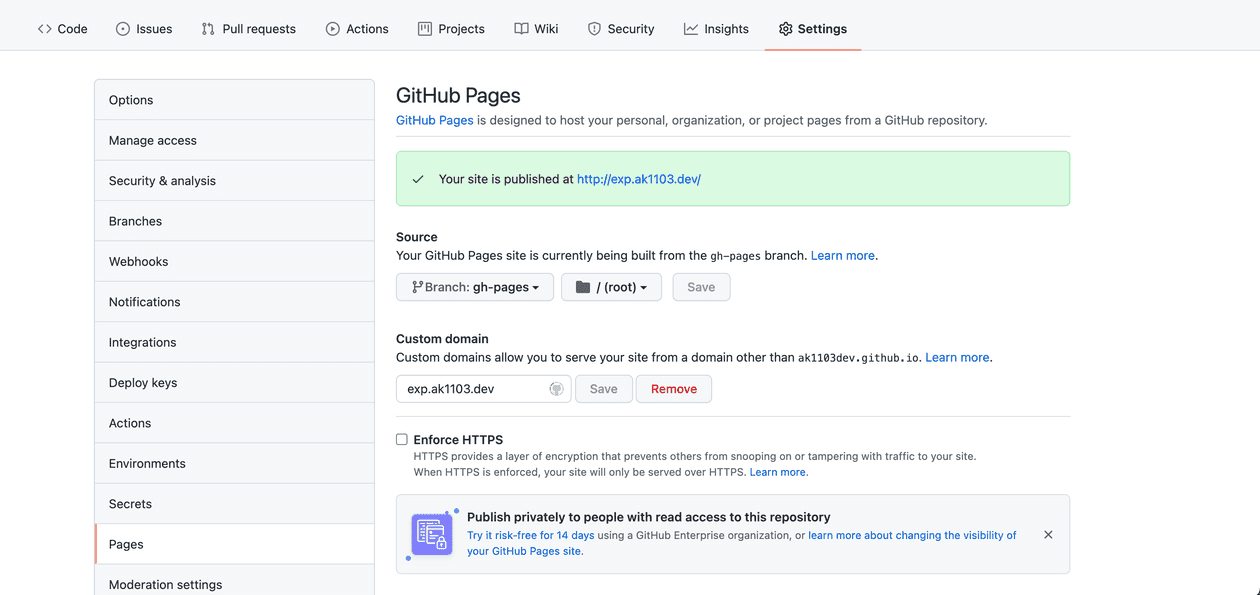 Code Issues Pull requests Actions Projects Wiki Security Insights Settings
Options
Manage access
Security & analysis
Branches
Webhooks
Notifications
Integrations
Deploy keys
Actions
Environments
Secrets
Pages
Moderation settings
GitHub Pages
GitHub Pages is designed to host your personal, organization, or project pages from a GitHub repository.
Your site is published at http://exp.ak1103.dev/
Source
Your GitHub Pages site is currently being built from the gh-pages branch. Learn more.
Branch: gh-pages / (root) Save
Custom domain
Custom domains allow you to serve your site from a domain other than ak1103dev.github.io. Learn more.
exp.ak1103.dev Save Remove
Enforce HTTPS
HTTPS provides a layer of encryption that prevents others from snooping on or tampering with traffic to your site.
When HTTPS is enforced, your site will only be served over HTTPS. Learn more.
Publish privately to people with read access to this repository
Try it risk-free for 14 days using a GitHub Enterprise organization, or learn more about changing the visibility of
your GitHub Pages site.